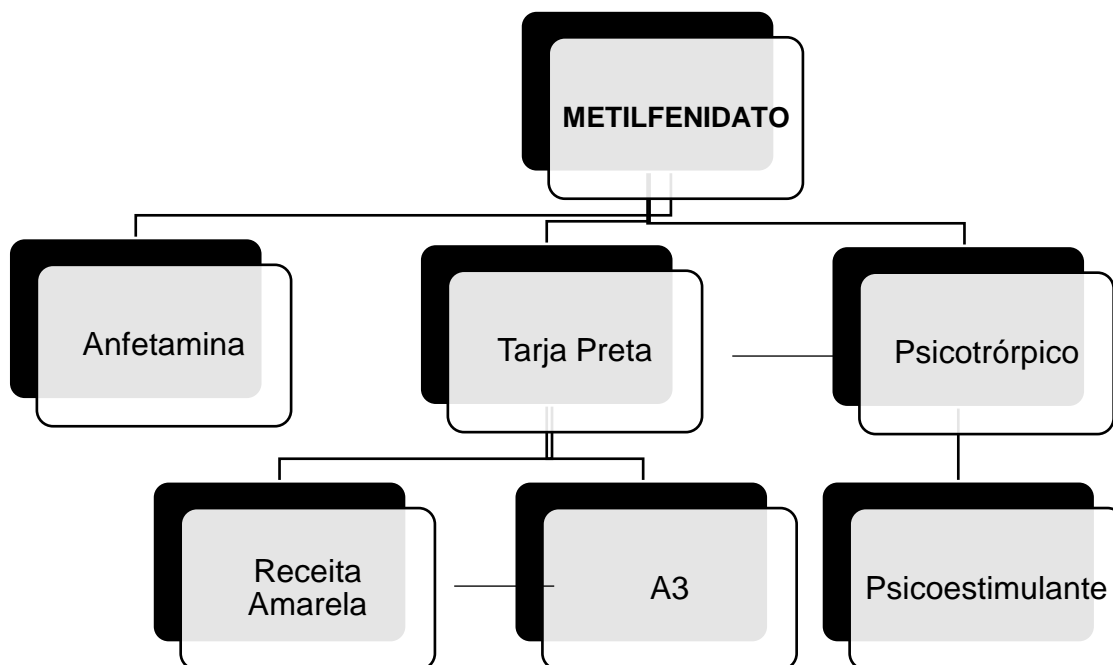 METILFENIDATO
Anfetamina
Tarja Preta
Psicotrórpico
Receita
Amarela
A3
Psicoestimulante